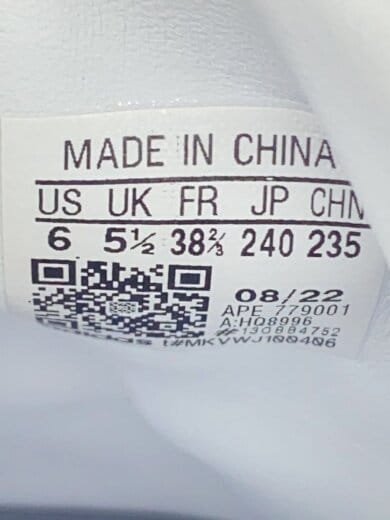 MADE IN CHINA
US UK FR JP CHN
6 5½ 38⅔ 240 235
08/22
APE 779001
A:HQ8996
#130884752
t#MKVWJ100406